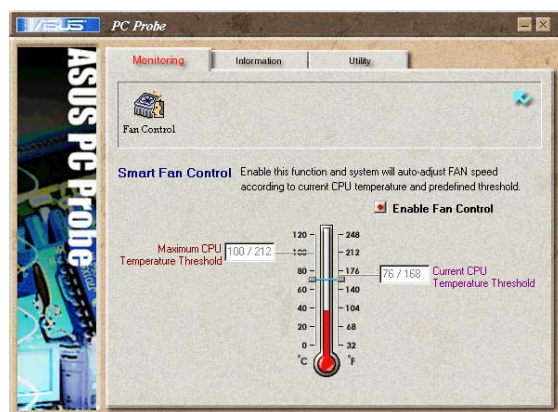 ASUS PC Probe
ASUS PC Probe
Monitoring Information Utility
Fan Control
Smart Fan Control Enable this function and system will auto-adjust FAN speed
according to current CPU temperature and predefined threshold.
Enable Fan Control
Maximum CPU
Temperature Threshold
100 / 212
76 / 168
Current CPU
Temperature Threshold
120 248
100 212
80 176
60 140
40 104
20 68
0 32
°C °F